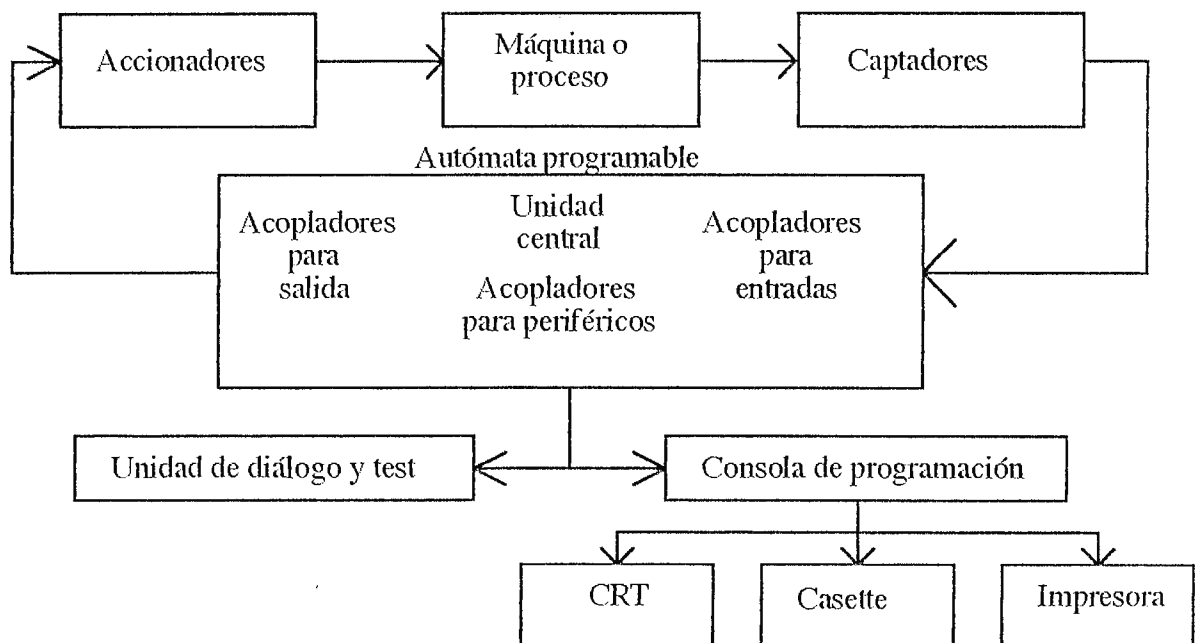 Accionadores
Máquina o
proceso
Captadores
Autómata programable
Acopladores
para
salida
Unidad
central
Acopladores
para periféricos
Acopladores
para
entradas
Unidad de diálogo y test
Consola de programación
CRT
Casette
Impresora